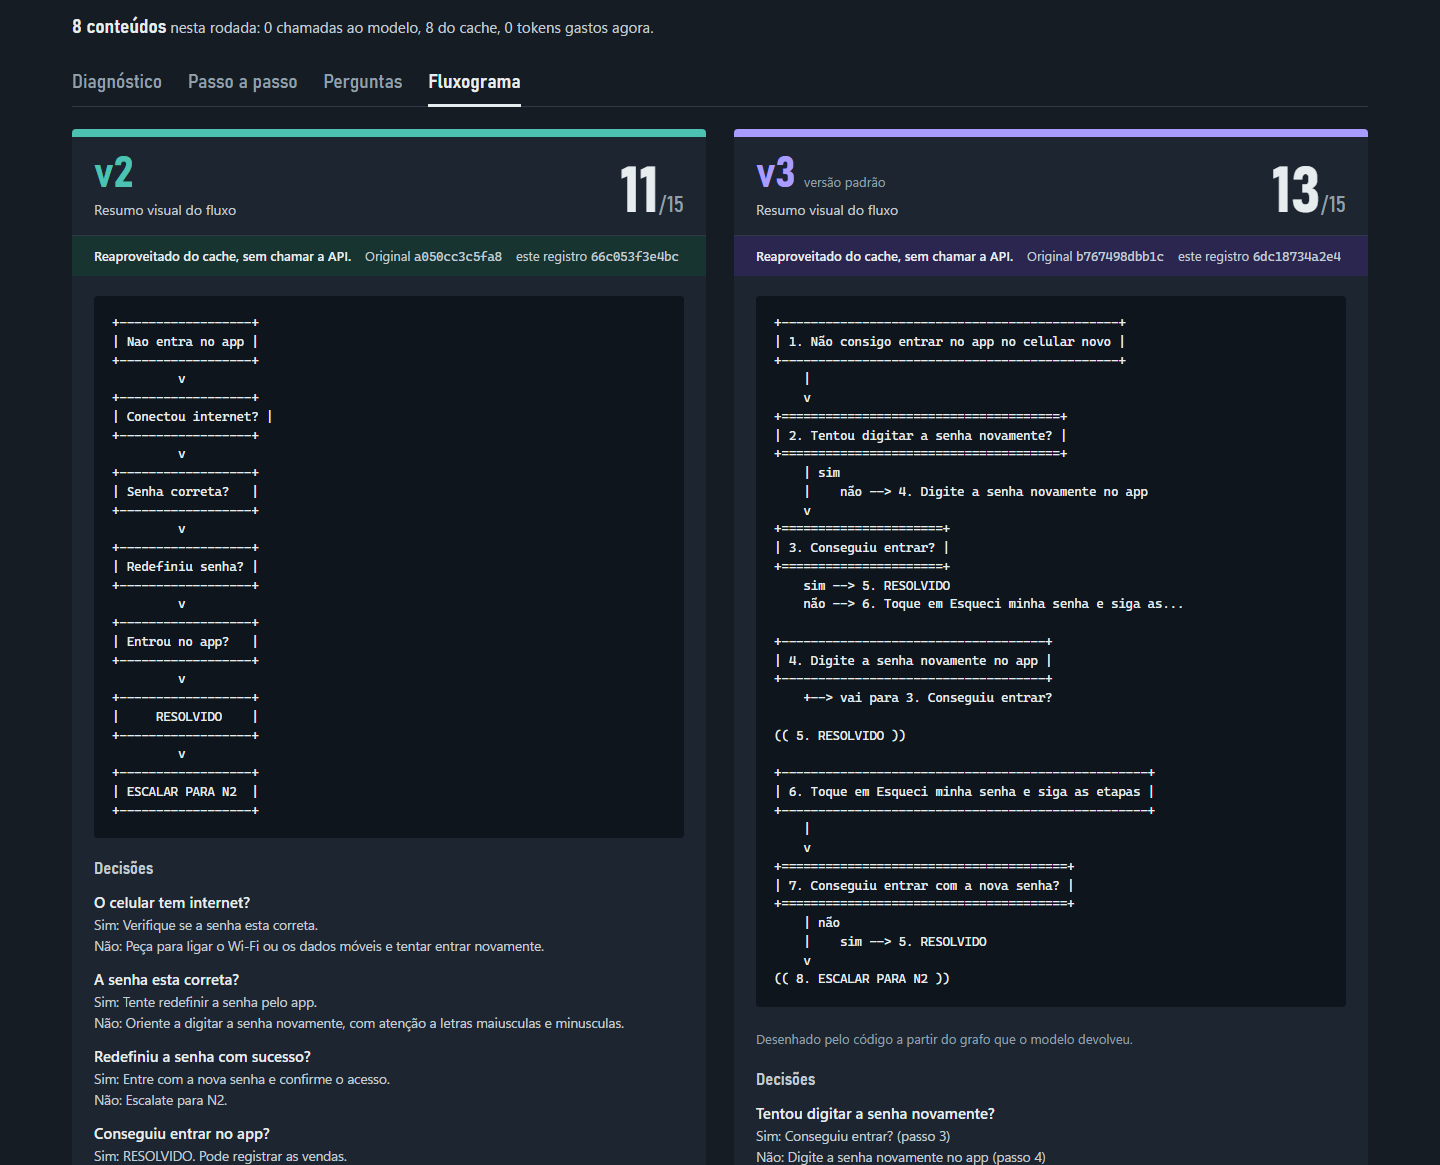 8 conteúdos nesta rodada: 0 chamadas ao modelo, 8 do cache, 0 tokens gastos agora.
Diagnóstico Passo a passo Perguntas Fluxograma
v2
11/15
Resumo visual do fluxo
Reaproveitado do cache, sem chamar a API. Original a050cc3c5fa8 este registro 66c053f3e4bc
+------------------+
| Nao entra no app |
+------------------+
         v
+------------------+
| Conectou internet? |
+------------------+
         v
+------------------+
| Senha correta?   |
+------------------+
         v
+------------------+
| Redefiniu senha? |
+------------------+
         v
+------------------+
| Entrou no app?   |
+------------------+
         v
+------------------+
|     RESOLVIDO    |
+------------------+
         v
+------------------+
| ESCALAR PARA N2  |
+------------------+
Decisões
O celular tem internet?
Sim: Verifique se a senha esta correta.
Não: Peça para ligar o Wi-Fi ou os dados móveis e tentar entrar novamente.
A senha esta correta?
Sim: Tente redefinir a senha pelo app.
Não: Oriente a digitar a senha novamente, com atenção a letras maiusculas e minusculas.
Redefiniu a senha com sucesso?
Sim: Entre com a nova senha e confirme o acesso.
Não: Escalate para N2.
Conseguiu entrar no app?
Sim: RESOLVIDO. Pode registrar as vendas.
v3 versão padrão
13/15
Resumo visual do fluxo
Reaproveitado do cache, sem chamar a API. Original b767498dbb1c este registro 6dc18734a2e4
+----------------------------------------------+
| 1. Não consigo entrar no app no celular novo |
+----------------------------------------------+
    |
    v
+======================================+
| 2. Tentou digitar a senha novamente? |
+======================================+
    | sim
    |    não --> 4. Digite a senha novamente no app
    v
+======================+
| 3. Conseguiu entrar? |
+======================+
    sim --> 5. RESOLVIDO
    não --> 6. Toque em Esqueci minha senha e siga as...
+------------------------------------+
| 4. Digite a senha novamente no app |
+------------------------------------+
    +--> vai para 3. Conseguiu entrar?
(( 5. RESOLVIDO ))
+--------------------------------------------------+
| 6. Toque em Esqueci minha senha e siga as etapas |
+--------------------------------------------------+
    |
    v
+=======================================+
| 7. Conseguiu entrar com a nova senha? |
+=======================================+
    | não
    |    sim --> 5. RESOLVIDO
    v
(( 8. ESCALAR PARA N2 ))
Desenhado pelo código a partir do grafo que o modelo devolveu.
Decisões
Tentou digitar a senha novamente?
Sim: Conseguiu entrar? (passo 3)
Não: Digite a senha novamente no app (passo 4)